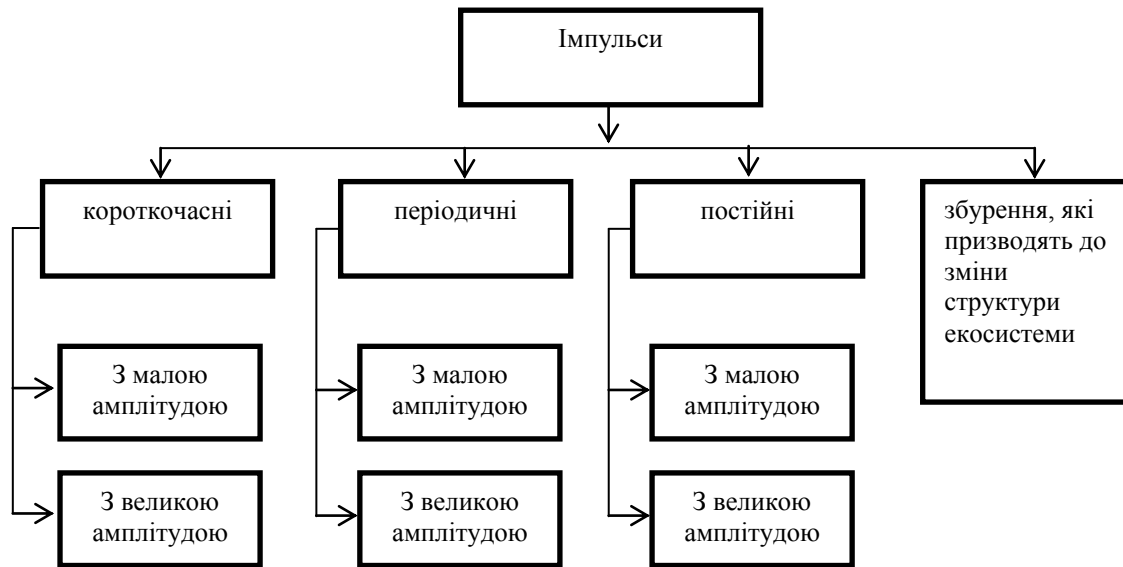 Імпульси
короткочасні
періодичні
постійні
збурення, які
призводять до
зміни
структури
екосистеми
З малою
амплітудою
З малою
амплітудою
З малою
амплітудою
З великою
амплітудою
З великою
амплітудою
З великою
амплітудою